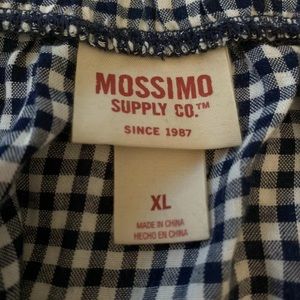 MOSSIMO
SUPPLY CO.™
SINCE 1987
XL
MADE IN CHINA
HECHO EN CHINA